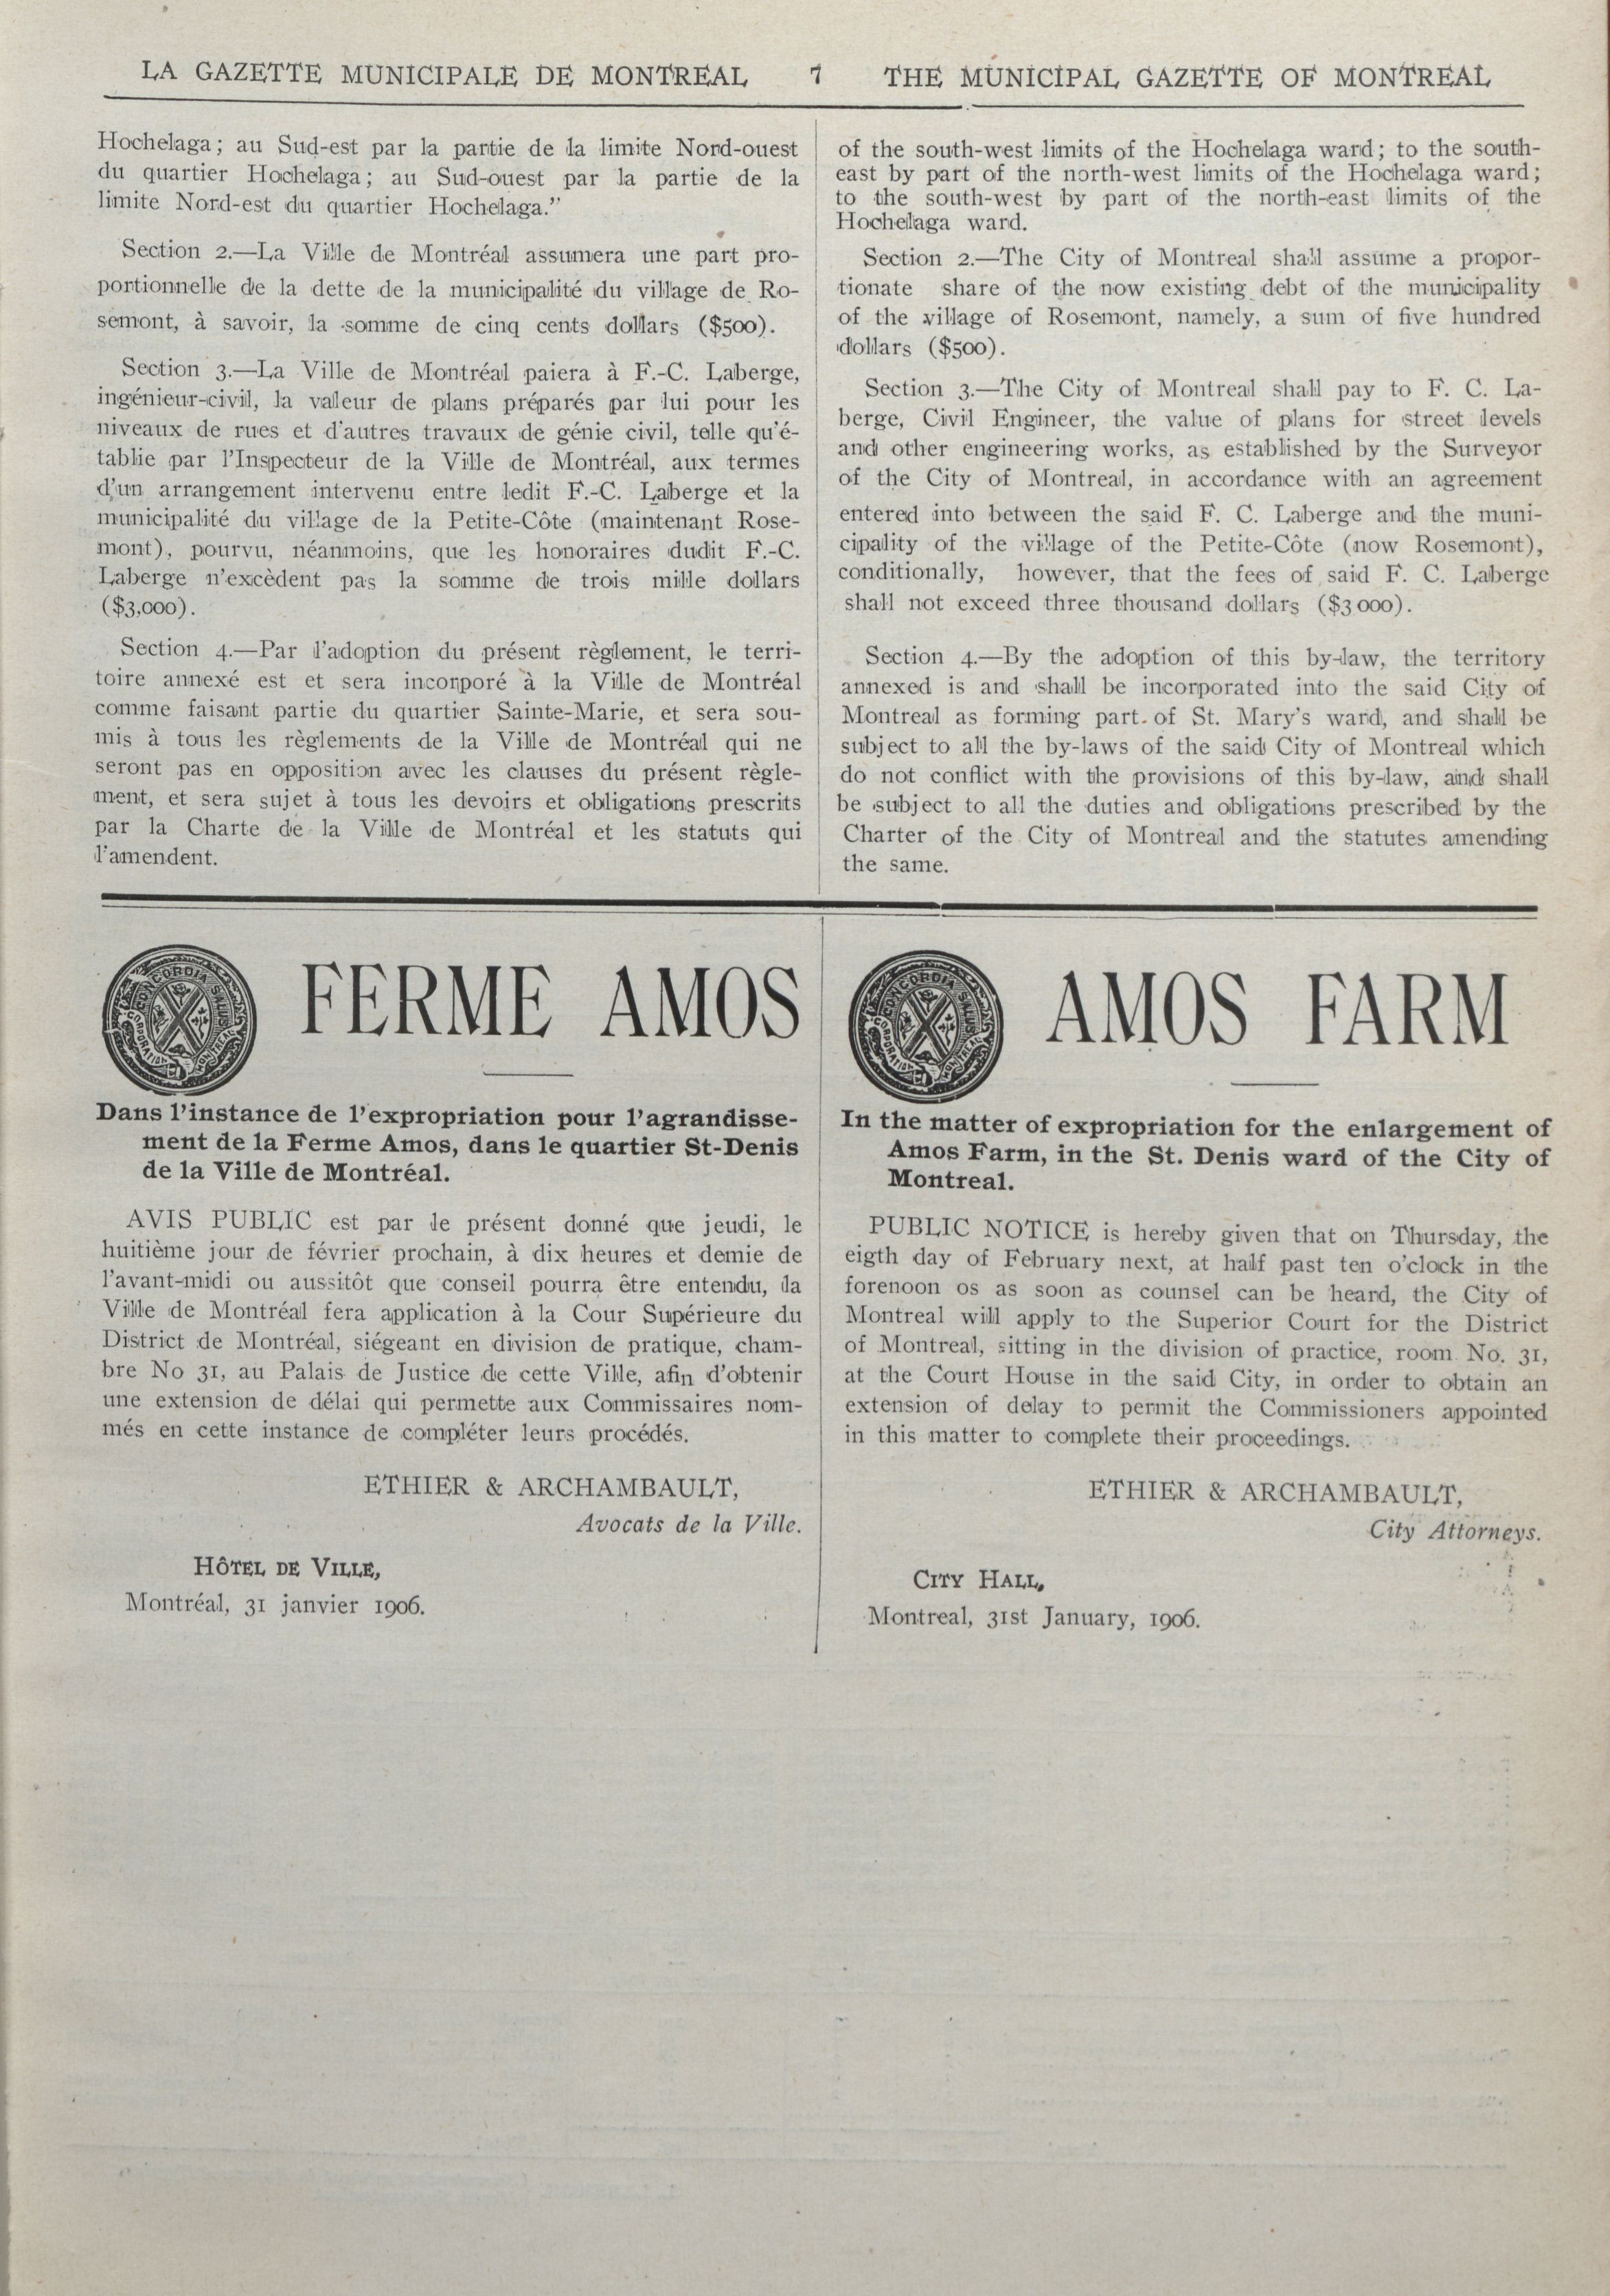 LA GAZETTE MUNICIPALE DE MONTREAL 7 THE MUNICIPAL GAZETTE OF MONTREAL
Hochelaga; au Sud-est par la partie de la limite Nord-ouest
du quartier Hochelaga; au Sud-ouest par la partie de la
limite Nord-est du quartier Hochelaga.”
Section 2.—La Ville de Montréal assumera une part pro-
portionnelle de la dette de la municipalité du village de Ro-
semont, à savoir, la somme de cinq cents dollars ($500).
Section 3.—La Ville de Montréal paiera à F.-C. Laberge,
ingénieur-civil, la valeur de plans préparés par lui pour les
niveaux de rues et d'autres travaux de génie civil, telle qu'é-
tablie par l'Inspecteur de la Ville de Montréal, aux termes
d'un arrangement intervenu entre ledit F.-C. Laberge et la
municipalité du village de la Petite-Côte (maintenant Rose-
mont), pourvu, néanmoins, que les honoraires dudit F.-C.
Laberge n'excèdent pas la somme de trois mille dollars
($3,000).
Section 4.—Par l'adoption du présent règlement, le terri-
toire annexé est et sera incorporé à la Ville de Montréal
comme faisant partie du quartier Sainte-Marie, et sera sou-
mis à tous les règlements de la Ville de Montréal qui ne
seront pas en opposition avec les clauses du présent règle-
ment, et sera sujet à tous les devoirs et obligations prescrits
par la Charte de la Ville de Montréal et les statuts qui
l'amendent.
of the south-west limits of the Hochelaga ward; to the south-
east by part of the north-west limits of the Hochelaga ward;
to the south-west by part of the north-east limits of the
Hochelaga ward.
Section 2.—The City of Montreal shall assume a propor-
tionate share of the now existing debt of the municipality
of the village of Rosemont, namely, a sum of five hundred
dollars ($500).
Section 3.—The City of Montreal shall pay to F. C. La-
berge, Civil Engineer, the value of plans for street levels
and other engineering works, as established by the Surveyor
of the City of Montreal, in accordance with an agreement
entered into between the said F. C. Laberge and the muni-
cipality of the village of the Petite-Côte (now Rosemont),
conditionally, however, that the fees of said F. C. Laberge
shall not exceed three thousand dollars ($3 000).
Section 4.—By the adoption of this by-law, the territory
annexed is and shall be incorporated into the said City of
Montreal as forming part of St. Mary's ward, and shall be
subject to all the by-laws of the said City of Montreal which
do not conflict with the provisions of this by-law, and shall
be subject to all the duties and obligations prescribed by the
Charter of the City of Montreal and the statutes amending
the same.
CONCORDIA SALUS
CORPORATION MONTREAL
FERME AMOS
Dans l'instance de l'expropriation pour l'agrandisse-
ment de la Ferme Amos, dans le quartier St-Denis
de la Ville de Montréal.
AVIS PUBLIC est par le présent donné que jeudi, le
huitième jour de février prochain, à dix heures et demie de
l'avant-midi ou aussitôt que conseil pourra être entendu, la
Ville de Montréal fera application à la Cour Supérieure du
District de Montréal, siégeant en division de pratique, cham-
bre No 31, au Palais de Justice de cette Ville, afin d'obtenir
une extension de délai qui permette aux Commissaires nom-
més en cette instance de compléter leurs procédés.
ETHIER & ARCHAMBAULT,
Avocats de la Ville.
HÔTEL DE VILLE,
Montréal, 31 janvier 1906.
CONCORDIA SALUS
CORPORATION MONTREAL
AMOS FARM
In the matter of expropriation for the enlargement of
Amos Farm, in the St. Denis ward of the City of
Montreal.
PUBLIC NOTICE is hereby given that on Thursday, the
eigth day of February next, at half past ten o'clock in the
forenoon os as soon as counsel can be heard, the City of
Montreal will apply to the Superior Court for the District
of Montreal, sitting in the division of practice, room No. 31,
at the Court House in the said City, in order to obtain an
extension of delay to permit the Commissioners appointed
in this matter to complete their proceedings.
ETHIER & ARCHAMBAULT,
City Attorneys.
CITY HALL,
Montreal, 31st January, 1906.